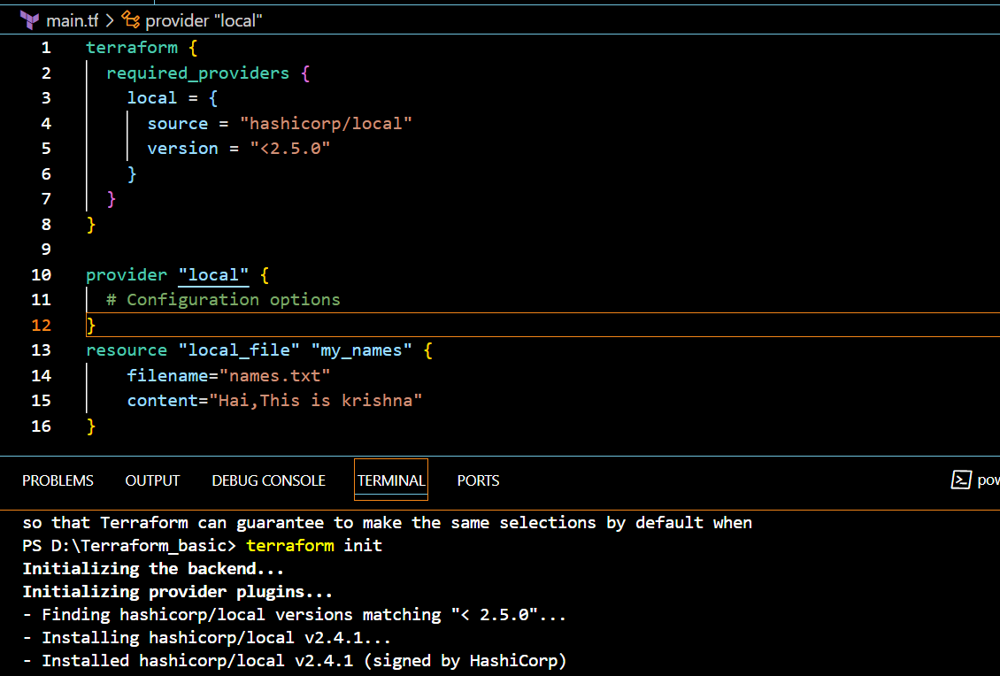 main.tf > provider "local"
1 terraform {
2   required_providers {
3     local = {
4       source = "hashicorp/local"
5       version = "<2.5.0"
6     }
7   }
8 }
9
10 provider "local" {
11   # Configuration options
12 }
13 resource "local_file" "my_names" {
14     filename="names.txt"
15     content="Hai,This is krishna"
16 }
PROBLEMS OUTPUT DEBUG CONSOLE TERMINAL PORTS pow
so that Terraform can guarantee to make the same selections by default when
PS D:\Terraform_basic> terraform init
Initializing the backend...
Initializing provider plugins...
- Finding hashicorp/local versions matching "< 2.5.0"...
- Installing hashicorp/local v2.4.1...
- Installed hashicorp/local v2.4.1 (signed by HashiCorp)